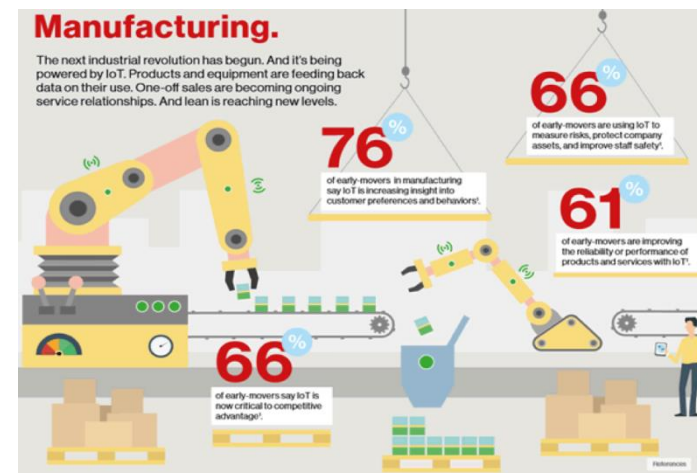 Manufacturing.
The next industrial revolution has begun. And it's being
powered by IoT. Products and equipment are feeding back
data on their use. One-off sales are becoming ongoing
service relationships. And lean is reaching new levels.
76%
of early-movers in manufacturing
say IoT is increasing insight into
customer preferences and behaviors¹.
66%
of early-movers are using IoT to
measure risks, protect company
assets, and improve staff safety¹.
61%
of early-movers are improving
the reliability or performance of
products and services with IoT¹.
66%
of early-movers say IoT is
now critical to competitive
advantage¹.
References